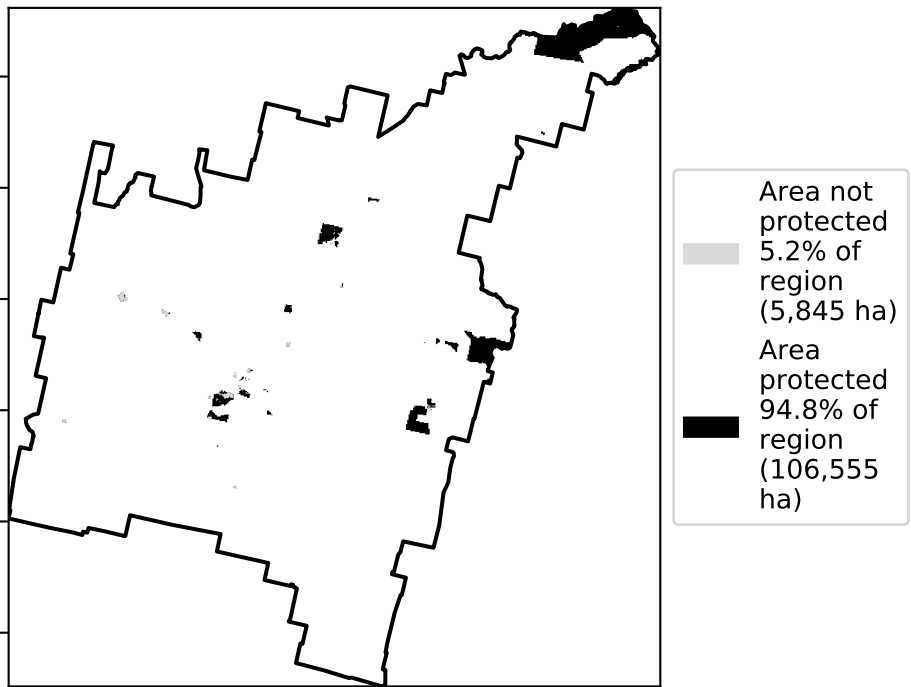 Area not
protected
5.2% of
region
(5,845 ha)
Area
protected
94.8% of
region
(106,555
ha)